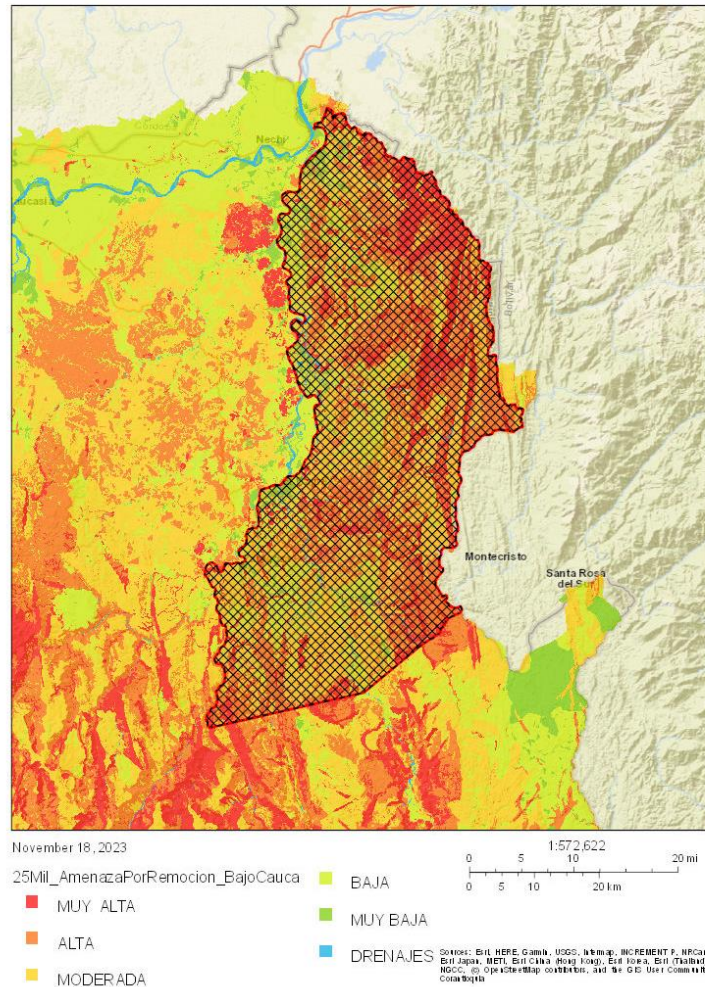 Nechí
aucasia
Bolívar
Montecristo
Santa Rosa
del Sur
November 18, 2023
1:572,622
0 5 10 20 mi
0 5 10 20 km
25Mil_AmenazaPorRemocion_BajoCauca
MUY ALTA
ALTA
MODERADA
BAJA
MUY BAJA
DRENAJES
Sources: Esri, HERE, Garmin, USGS, Intermap, INCREMENT P, NRCan
Esri Japan, METI, Esri China (Hong Kong), Esri Korea, Esri (Thailand)
NGCC, (c) OpenStreetMap contributors, and the GIS User Communit
Corantioquia